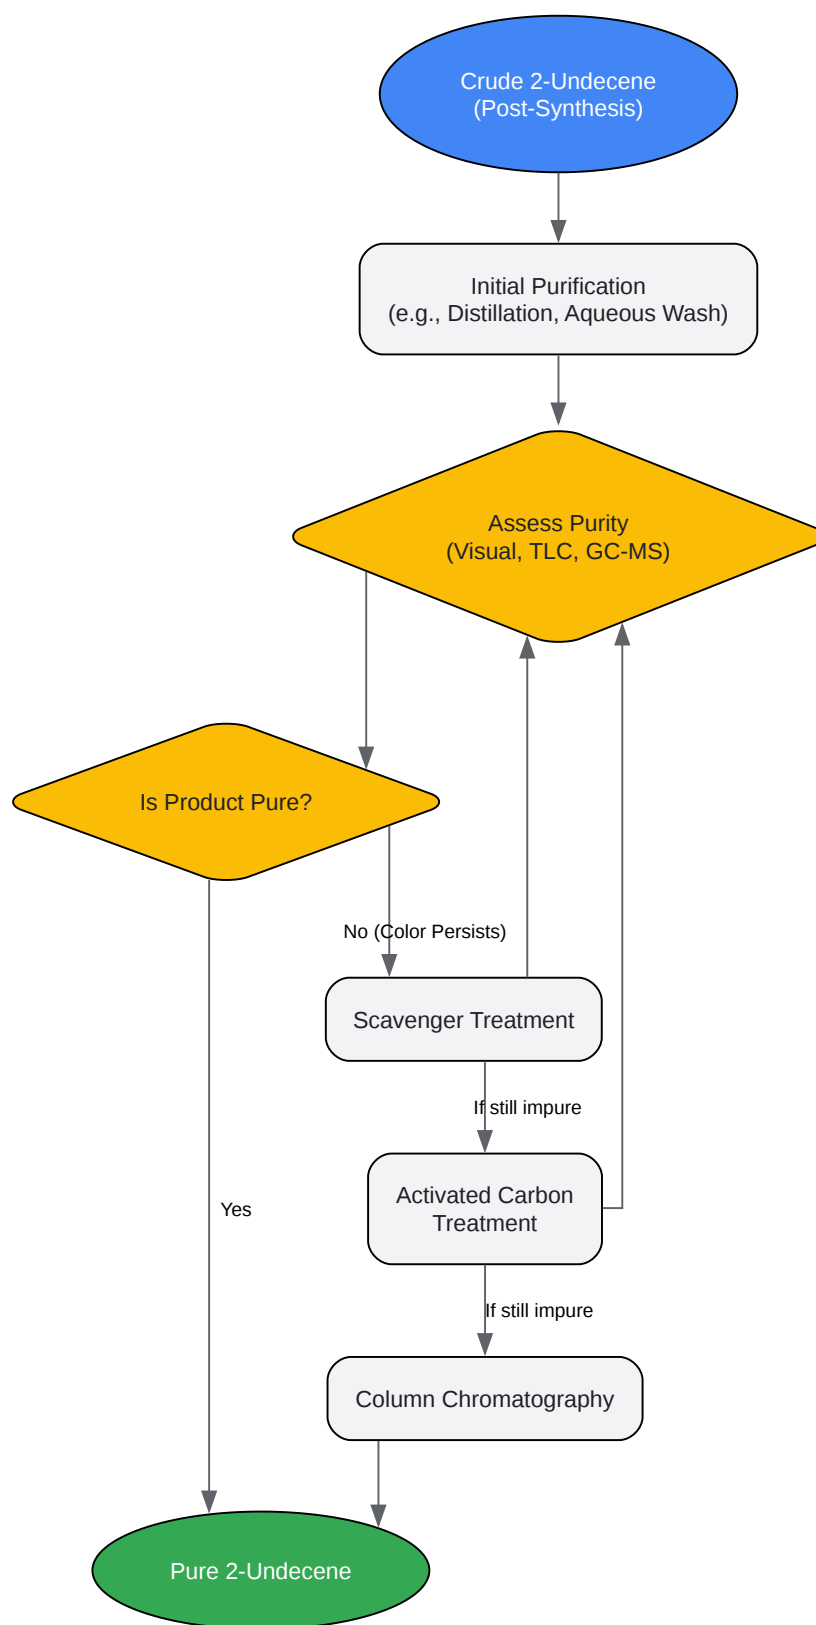 Crude 2-Undecene
(Post-Synthesis)
Initial Purification
(e.g., Distillation, Aqueous Wash)
Assess Purity
(Visual, TLC, GC-MS)
Is Product Pure?
No (Color Persists)
Scavenger Treatment
If still impure
Activated Carbon
Treatment
Yes
If still impure
Column Chromatography
Pure 2-Undecene